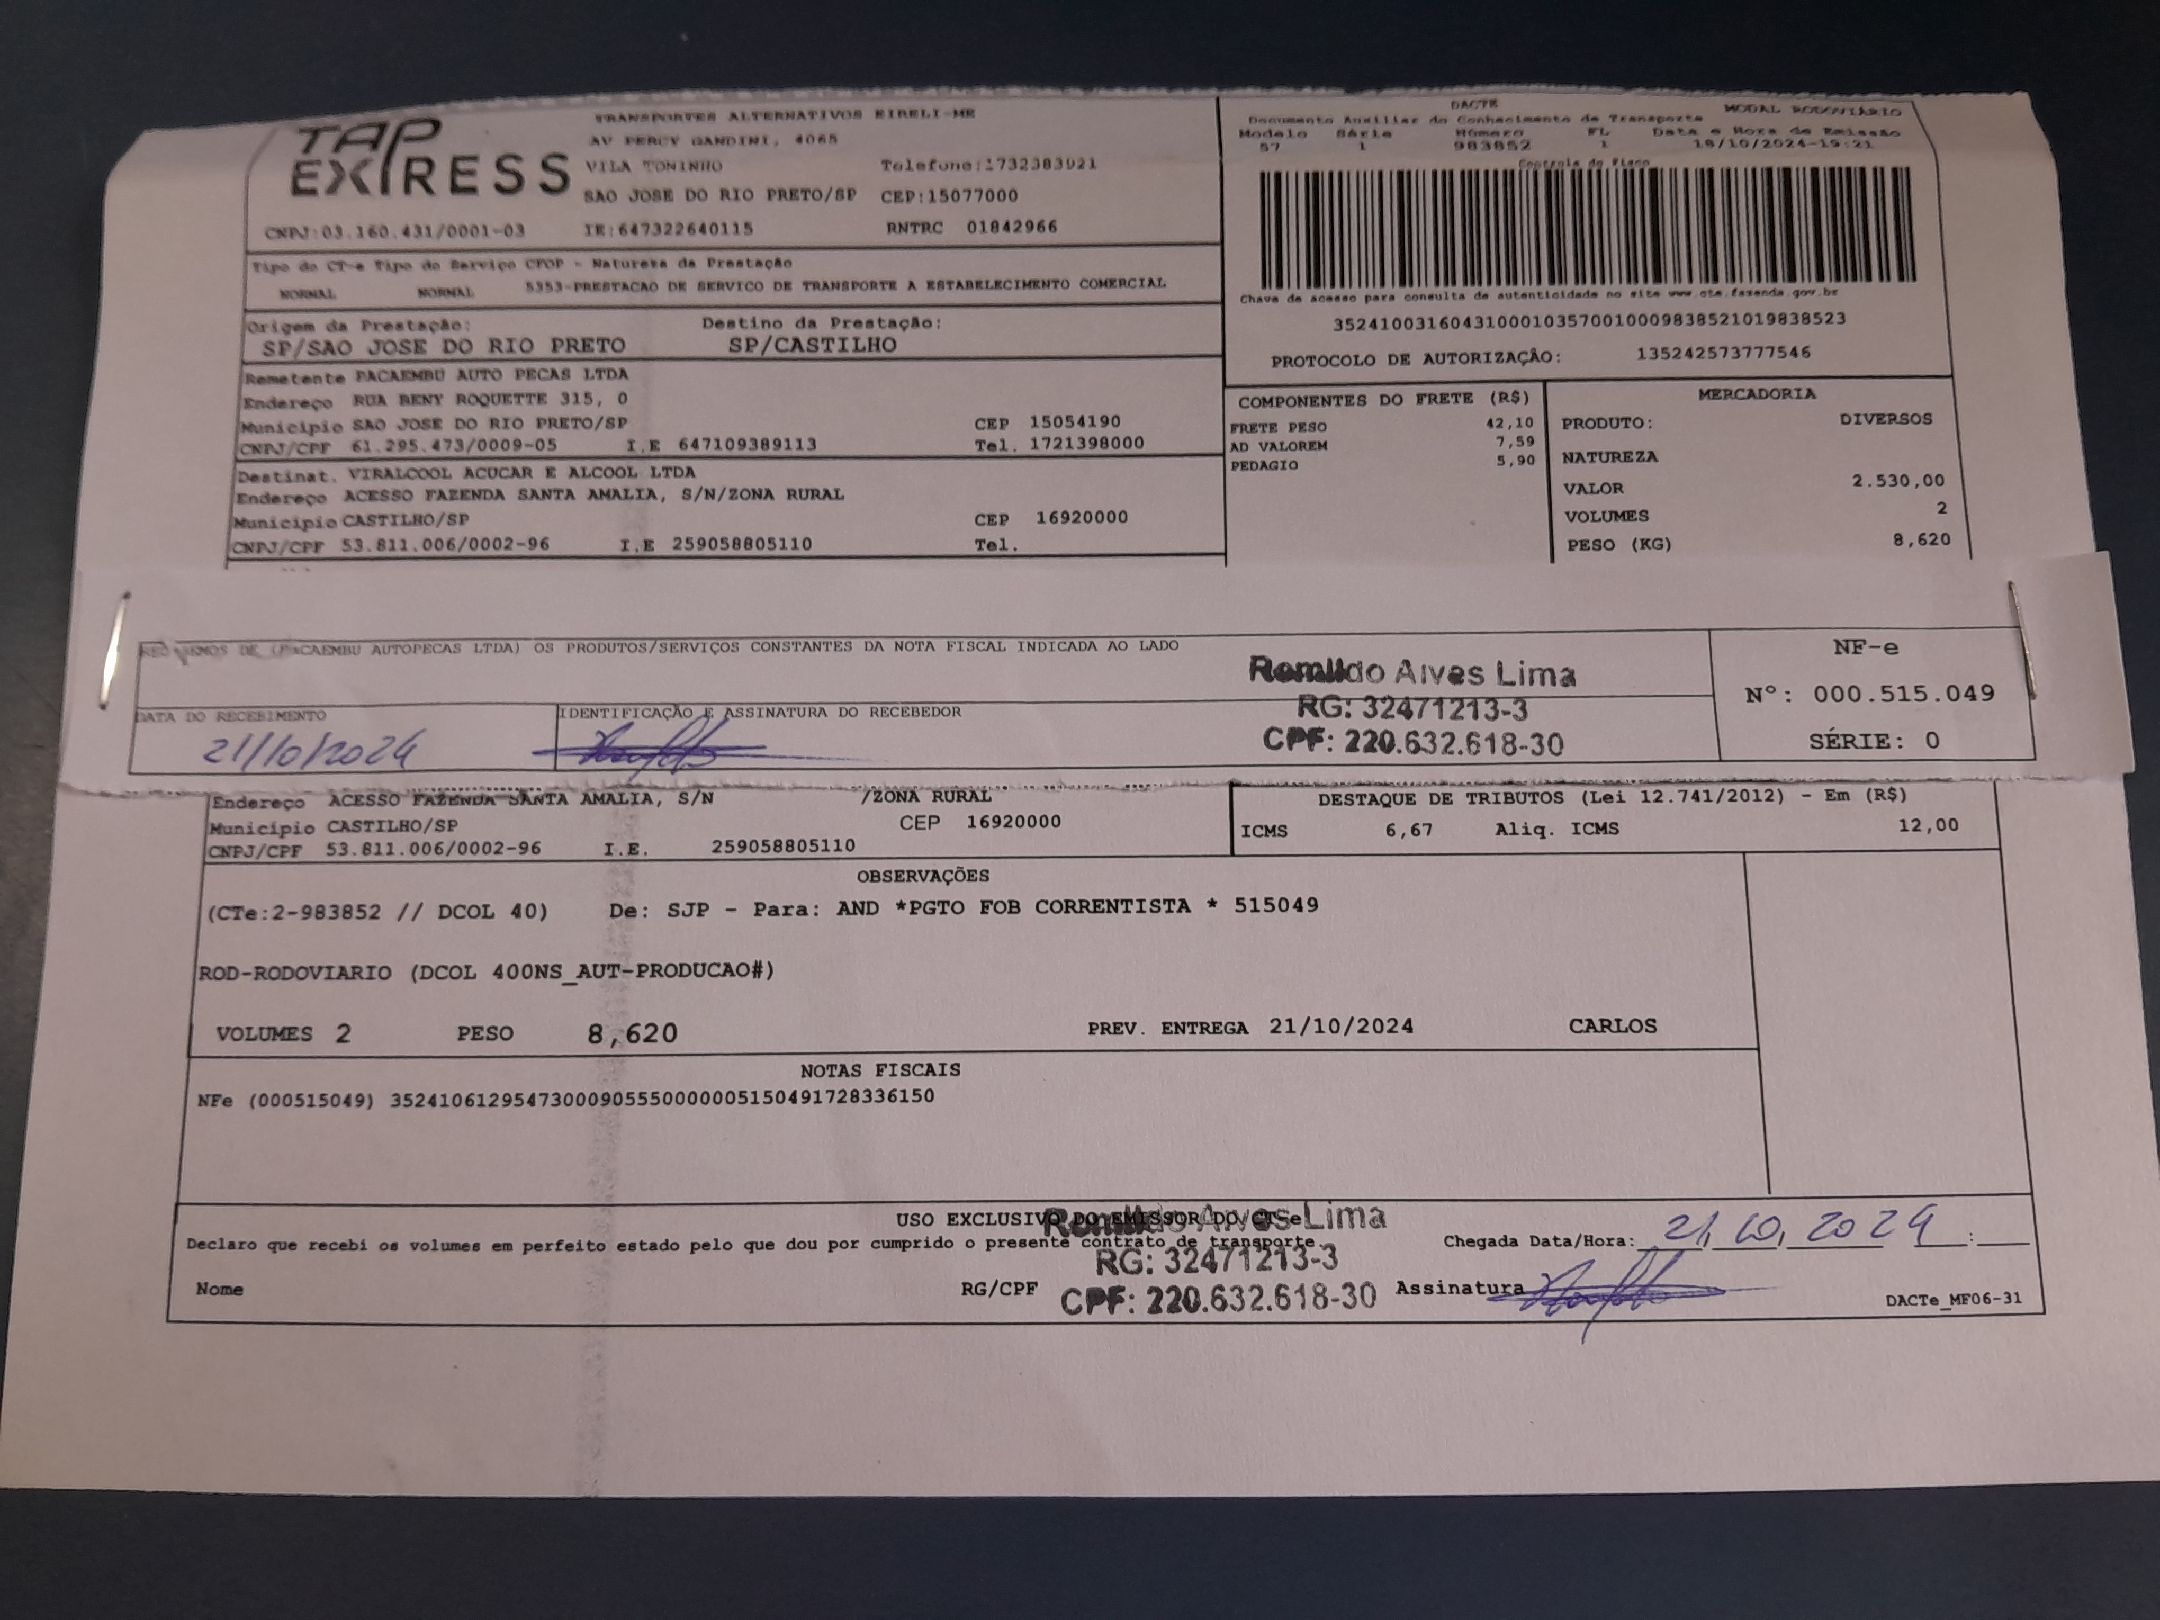 TAP EXPRESS
TRANSPORTES ALTERNATIVOS EIRELI-ME
AV PERCY GANDINI, 4065
VILA TONINHO Telefone:1732383921
SAO JOSE DO RIO PRETO/SP CEP:15077000
CNPJ:03.160.431/0001-03 IE:647322640115 RNTRC 01842966
DACTE MODAL RODOVIÁRIO
Documento Auxiliar do Conhecimento de Transporte
Modelo Série Número FL Data e Hora de Emissão
57 1 983852 1 18/10/2024-19:21
Controle do Fisco
Chave de acesso para consulta de autenticidade no site www.cte.fazenda.gov.br
35241003160431000103570010009838521019838523
PROTOCOLO DE AUTORIZAÇÃO: 135242573777546
Tipo do CT-e Tipo do Serviço CFOP - Natureza da Prestação
NORMAL NORMAL 5353-PRESTACAO DE SERVICO DE TRANSPORTE A ESTABELECIMENTO COMERCIAL
Origem da Prestação: Destino da Prestação:
SP/SAO JOSE DO RIO PRETO SP/CASTILHO
Remetente PACAEMBU AUTO PECAS LTDA
Endereço RUA BENY ROQUETTE 315, 0
Município SAO JOSE DO RIO PRETO/SP CEP 15054190
CNPJ/CPF 61.295.473/0009-05 I.E 647109389113 Tel. 1721398000
Destinat. VIRALCOOL ACUCAR E ALCOOL LTDA
Endereço ACESSO FAZENDA SANTA AMALIA, S/N/ZONA RURAL
Município CASTILHO/SP CEP 16920000
CNPJ/CPF 53.811.006/0002-96 I.E 259058805110 Tel.
COMPONENTES DO FRETE (R$)
FRETE PESO 42,10
AD VALOREM 7,59
PEDAGIO 5,90
MERCADORIA
PRODUTO: DIVERSOS
NATUREZA
VALOR 2.530,00
VOLUMES 2
PESO (KG) 8,620
RECEBEMOS DE (PACAEMBU AUTOPECAS LTDA) OS PRODUTOS/SERVIÇOS CONSTANTES DA NOTA FISCAL INDICADA AO LADO
DATA DO RECEBIMENTO IDENTIFICAÇÃO E ASSINATURA DO RECEBEDOR
21/10/2024
Romildo Alves Lima
RG: 32471213-3
CPF: 220.632.618-30
NF-e
Nº: 000.515.049
SÉRIE: 0
Endereço ACESSO FAZENDA SANTA AMALIA, S/N /ZONA RURAL
Município CASTILHO/SP CEP 16920000
CNPJ/CPF 53.811.006/0002-96 I.E. 259058805110
DESTAQUE DE TRIBUTOS (Lei 12.741/2012) - Em (R$)
ICMS 6,67 Aliq. ICMS 12,00
OBSERVAÇÕES
(CTe:2-983852 // DCOL 40) De: SJP - Para: AND *PGTO FOB CORRENTISTA * 515049
ROD-RODOVIARIO (DCOL 400NS_AUT-PRODUCAO#)
VOLUMES 2 PESO 8,620 PREV. ENTREGA 21/10/2024 CARLOS
NOTAS FISCAIS
NFe (000515049) 35241061295473000905550000005150491728336150
USO EXCLUSIVO DO EMISSOR DO CT-e
Declaro que recebi os volumes em perfeito estado pelo que dou por cumprido o presente contrato de transporte.
Romildo Alves Lima
RG: 32471213-3
CPF: 220.632.618-30
Chegada Data/Hora: 21, 10, 2024 :
Nome RG/CPF Assinatura
DACTe_MF06-31